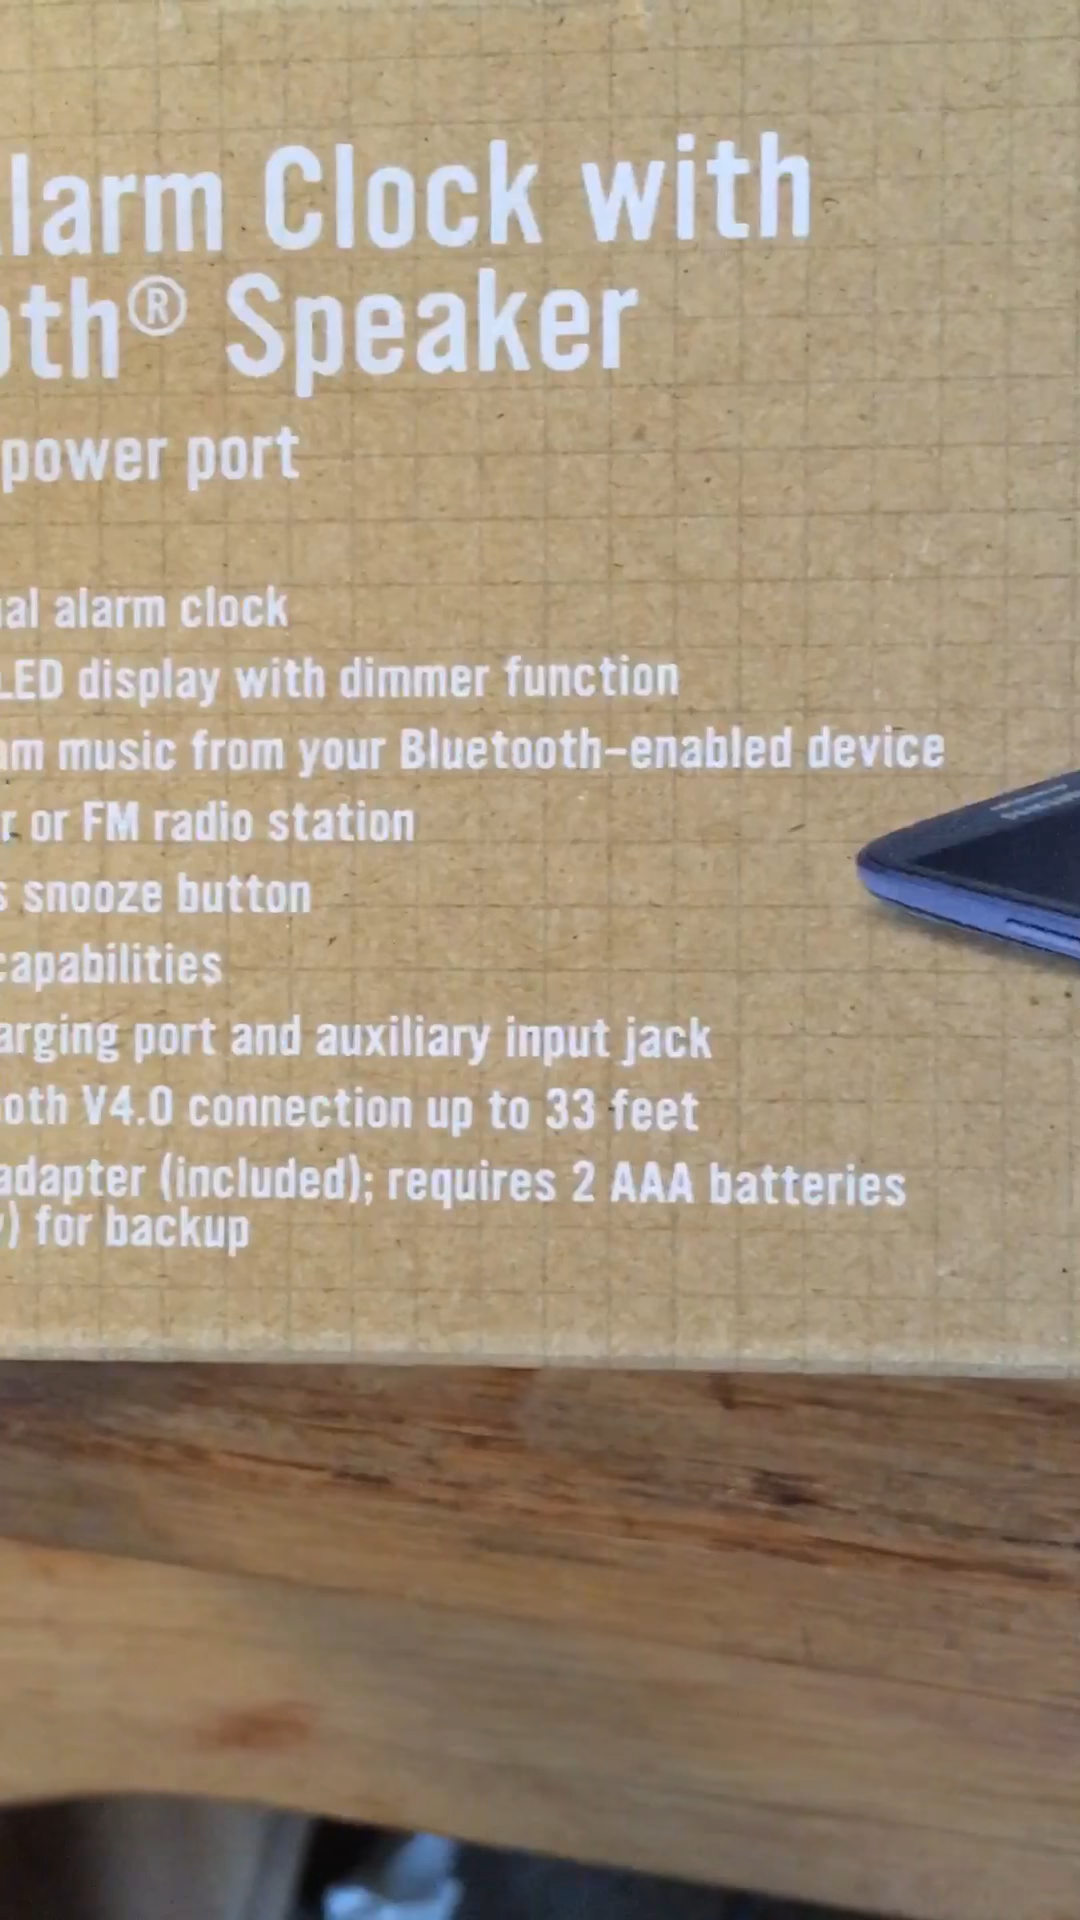 larm Clock with
oth® Speaker
power port
al alarm clock
LED display with dimmer function
am music from your Bluetooth-enabled device
r or FM radio station
s snooze button
capabilities
arging port and auxiliary input jack
oth V4.0 connection up to 33 feet
adapter (included); requires 2 AAA batteries
) for backup